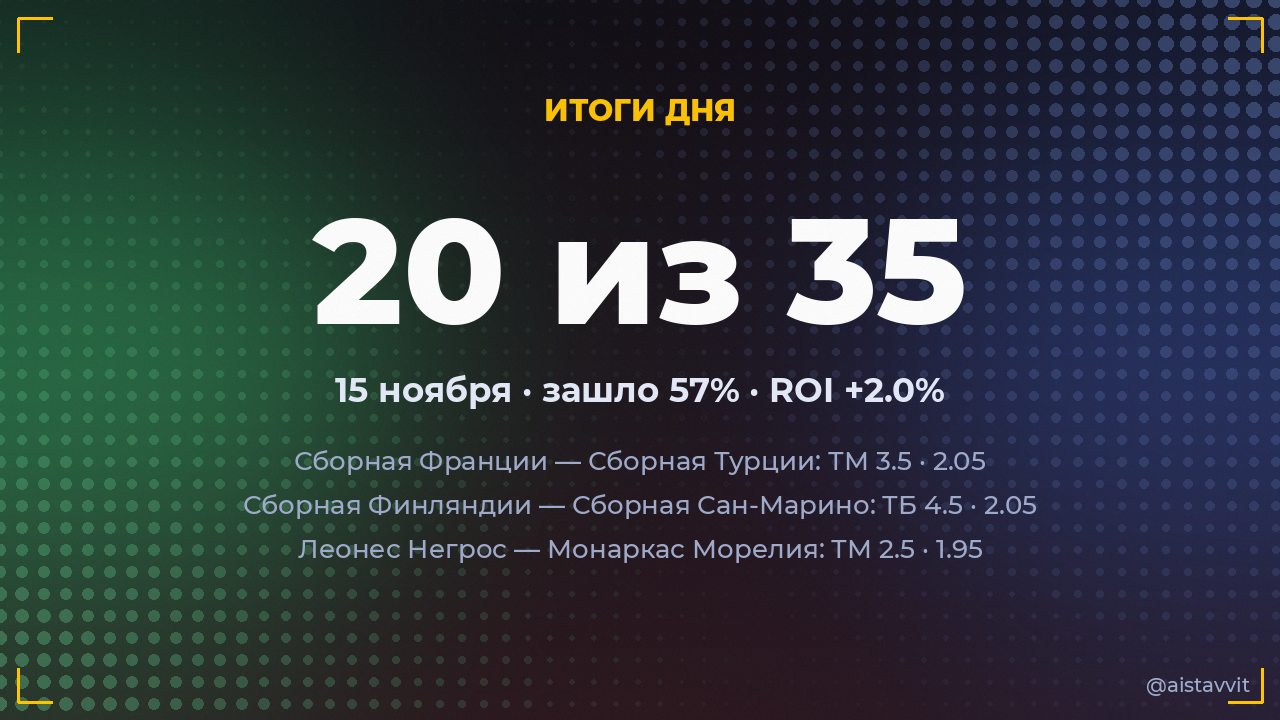 ИТОГИ ДНЯ
20 из 35
15 ноября · зашло 57% · ROI +2.0%
Сборная Франции — Сборная Турции: ТМ 3.5 · 2.05
Сборная Финляндии — Сборная Сан-Марино: ТБ 4.5 · 2.05
Леонес Негрос — Монаркас Морелия: ТМ 2.5 · 1.95
@aistavvit